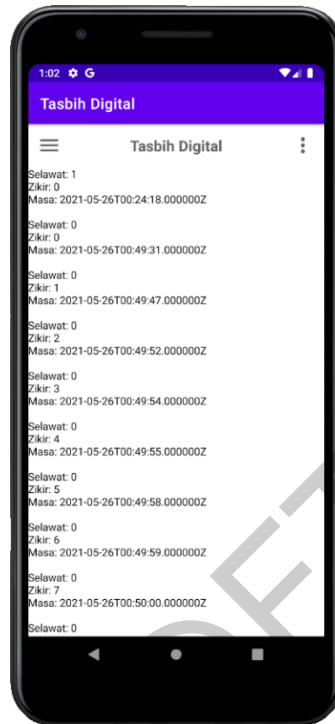 1:02 G
Tasbih Digital
Tasbih Digital
Selawat: 1
Zikir: 0
Masa: 2021-05-26T00:24:18.000000Z
Selawat: 0
Zikir: 0
Masa: 2021-05-26T00:49:31.000000Z
Selawat: 0
Zikir: 1
Masa: 2021-05-26T00:49:47.000000Z
Selawat: 0
Zikir: 2
Masa: 2021-05-26T00:49:52.000000Z
Selawat: 0
Zikir: 3
Masa: 2021-05-26T00:49:54.000000Z
Selawat: 0
Zikir: 4
Masa: 2021-05-26T00:49:55.000000Z
Selawat: 0
Zikir: 5
Masa: 2021-05-26T00:49:58.000000Z
Selawat: 0
Zikir: 6
Masa: 2021-05-26T00:49:59.000000Z
Selawat: 0
Zikir: 7
Masa: 2021-05-26T00:50:00.000000Z
Selawat: 0